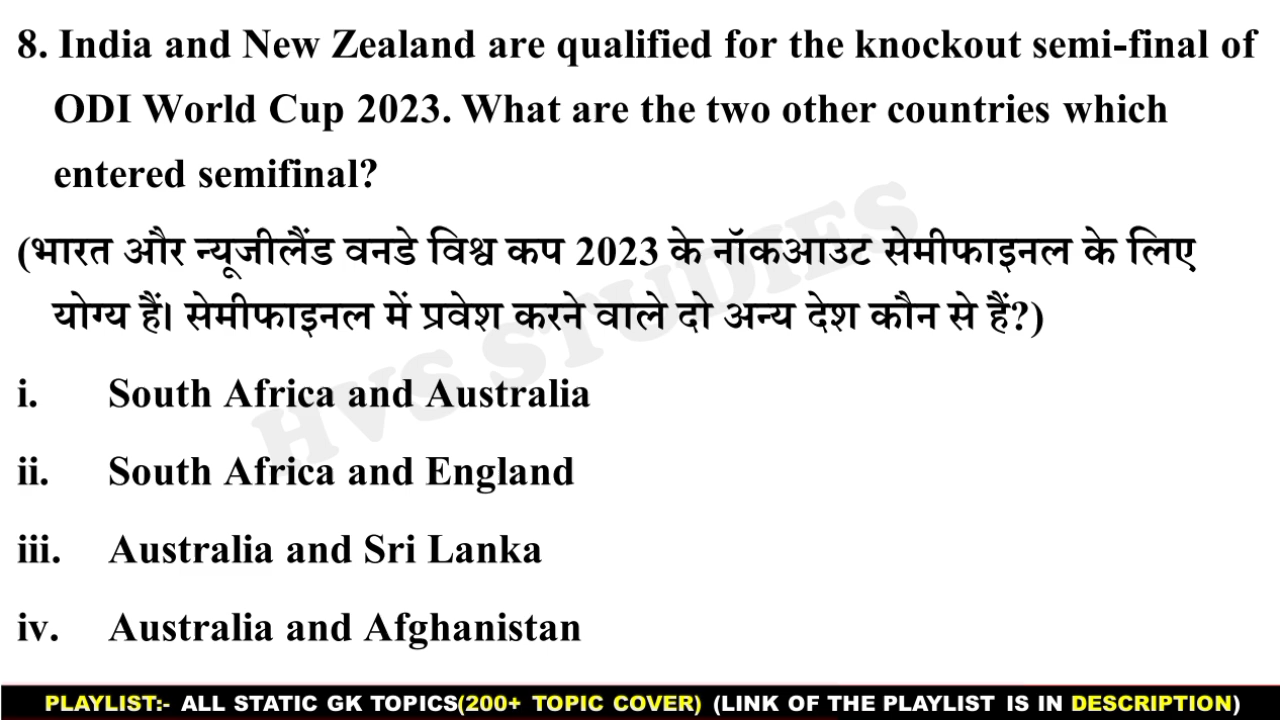 8. India and New Zealand are qualified for the knockout semi-final of
ODI World Cup 2023. What are the two other countries which
entered semifinal?
(भारत और न्यूजीलैंड वनडे विश्व कप 2023 के नॉकआउट सेमीफाइनल के लिए
योग्य हैं। सेमीफाइनल में प्रवेश करने वाले दो अन्य देश कौन से हैं?)
HVS STUDIES
i. South Africa and Australia
ii. South Africa and England
iii. Australia and Sri Lanka
iv. Australia and Afghanistan
PLAYLIST:- ALL STATIC GK TOPICS(200+ TOPIC COVER) (LINK OF THE PLAYLIST IS IN DESCRIPTION)